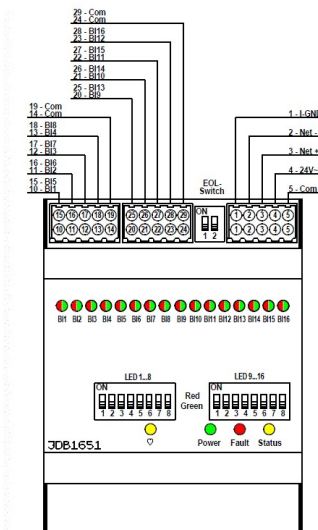 29 - Com
24 - Com
28 - BI16
23 - BI12
27 - BI15
22 - BI11
26 - BI14
21 - BI10
25 - BI13
20 - BI9
19 - Com
14 - Com
18 - BI8
13 - BI4
17 - BI7
12 - BI3
16 - BI6
11 - BI2
15 - BI5
10 - BI1
1 - I-GND
2 - Net -
3 - Net +
4 - 24V~
5 - Com
EOL-
Switch
15 16 17 18 19 25 26 27 28 29 ON 1 2 3 4 5
10 11 12 13 14 20 21 22 23 24 1 2 1 2 3 4 5
BI1 BI2 BI3 BI4 BI5 BI6 BI7 BI8 BI9 BI10 BI11 BI12 BI13 BI14 BI15 BI16
LED 1...8 LED 9...16
ON Red ON
Green
1 2 3 4 5 6 7 8 1 2 3 4 5 6 7 8
Power Fault Status
JDB1651